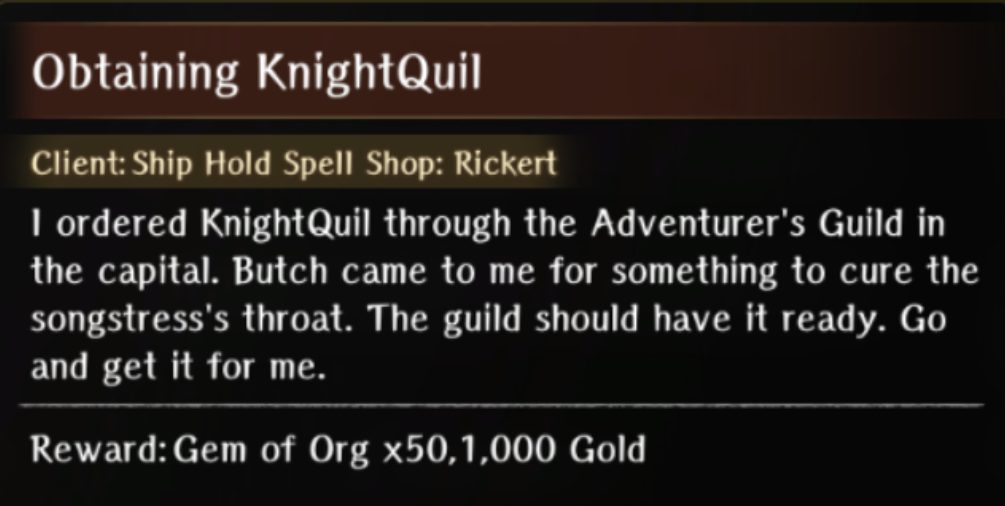 Obtaining KnightQuil
Client: Ship Hold Spell Shop: Rickert
I ordered KnightQuil through the Adventurer's Guild in
the capital. Butch came to me for something to cure the
songstress's throat. The guild should have it ready. Go
and get it for me.
Reward: Gem of Org x50,1,000 Gold